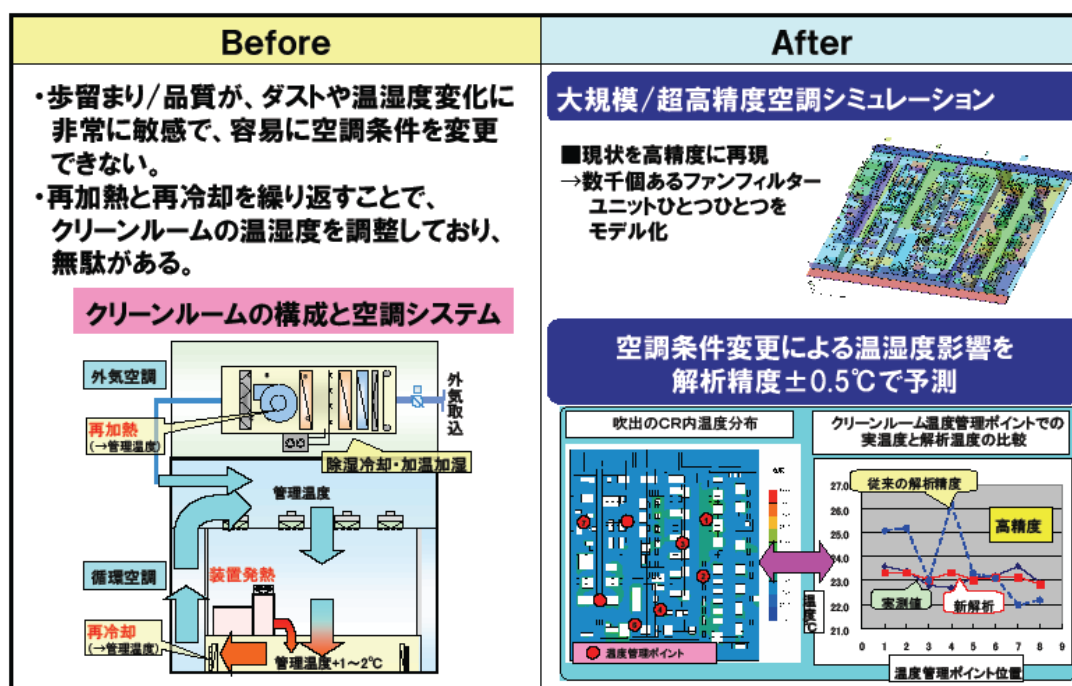 Before
・歩留まり/品質が、ダストや温湿度変化に
非常に敏感で、容易に空調条件を変更
できない。
・再加熱と再冷却を繰り返すことで、
クリーンルームの温湿度を調整しており、
無駄がある。
クリーンルームの構成と空調システム
外気空調
外気取込
再加熱
(→管理温度)
除湿冷却・加温加湿
管理温度
循環空調
装置発熱
再冷却
(→管理温度)
管理温度+1～2℃
After
大規模/超高精度空調シミュレーション
■現状を高精度に再現
→数千個あるファンフィルター
ユニットひとつひとつを
モデル化
空調条件変更による温湿度影響を
解析精度±0.5℃で予測
吹出のCR内温度分布
温度管理ポイント
クリーンルーム温度管理ポイントでの
実温度と解析温度の比較
従来の解析精度
高精度
実測値
新解析
温度℃
27.0
26.0
25.0
24.0
23.0
22.0
21.0
0 1 2 3 4 5 6 7 8 9
温度管理ポイント位置